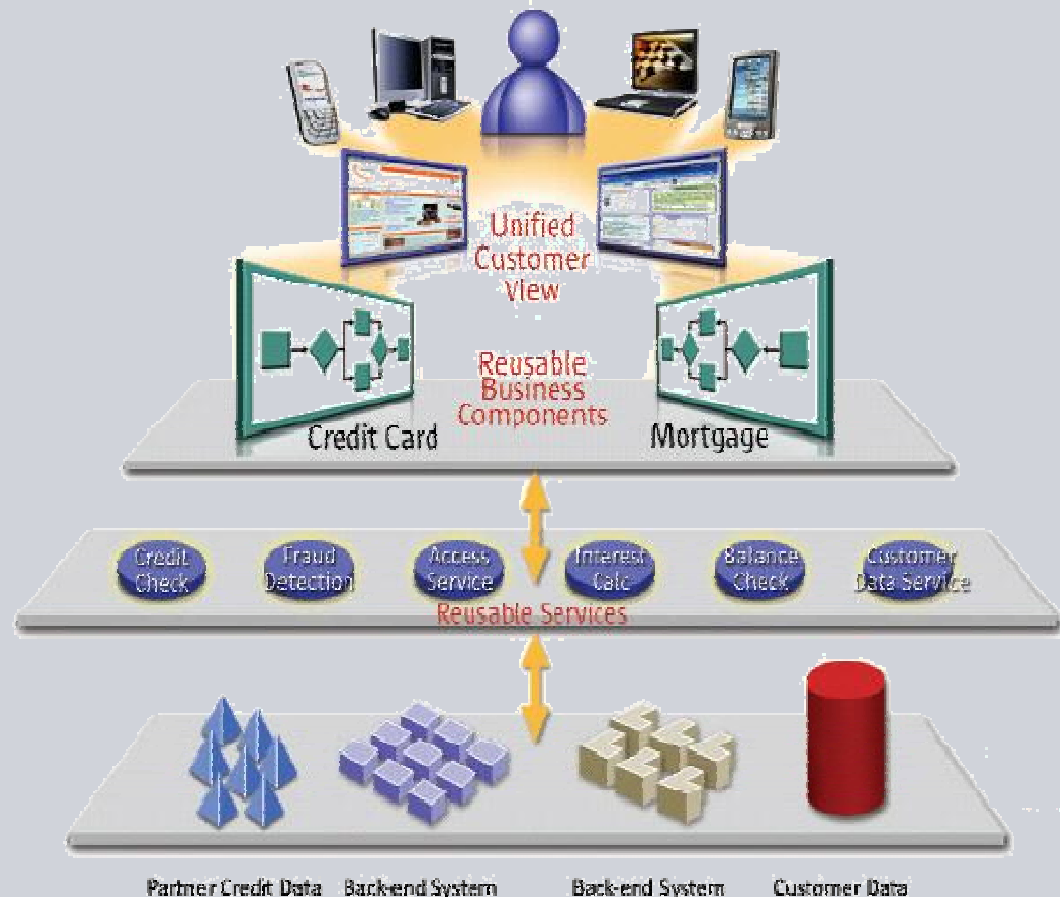 Unified
Customer
View
Reusable
Business
Components
Credit Card
Mortgage
Credit
Check
Fraud
Detection
Access
Service
Interest
Calc
Balance
Check
Customer
Data Service
Reusable Services
Partner Credit Data
Back-end System
Back-end System
Customer Data